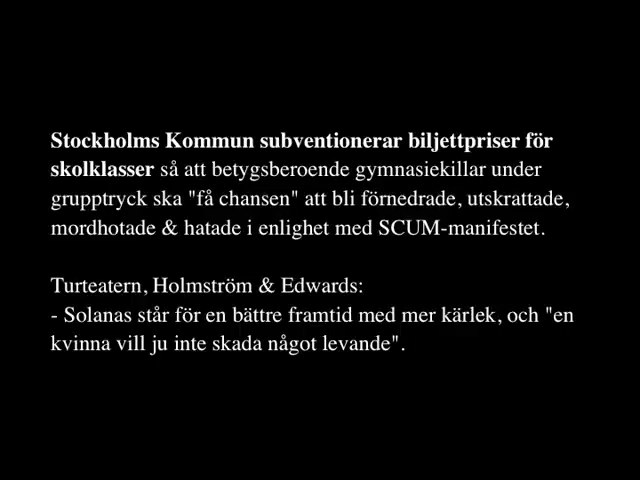 Stockholms Kommun subventionerar biljettpriser för
skolklasser så att betygsberoende gymnasiekillar under
grupptryck ska "få chansen" att bli förnedrade, utskrattade,
mordhotade & hatade i enlighet med SCUM-manifestet.
Turteatern, Holmström & Edwards:
- Solanas står för en bättre framtid med mer kärlek, och "en
kvinna vill ju inte skada något levande".